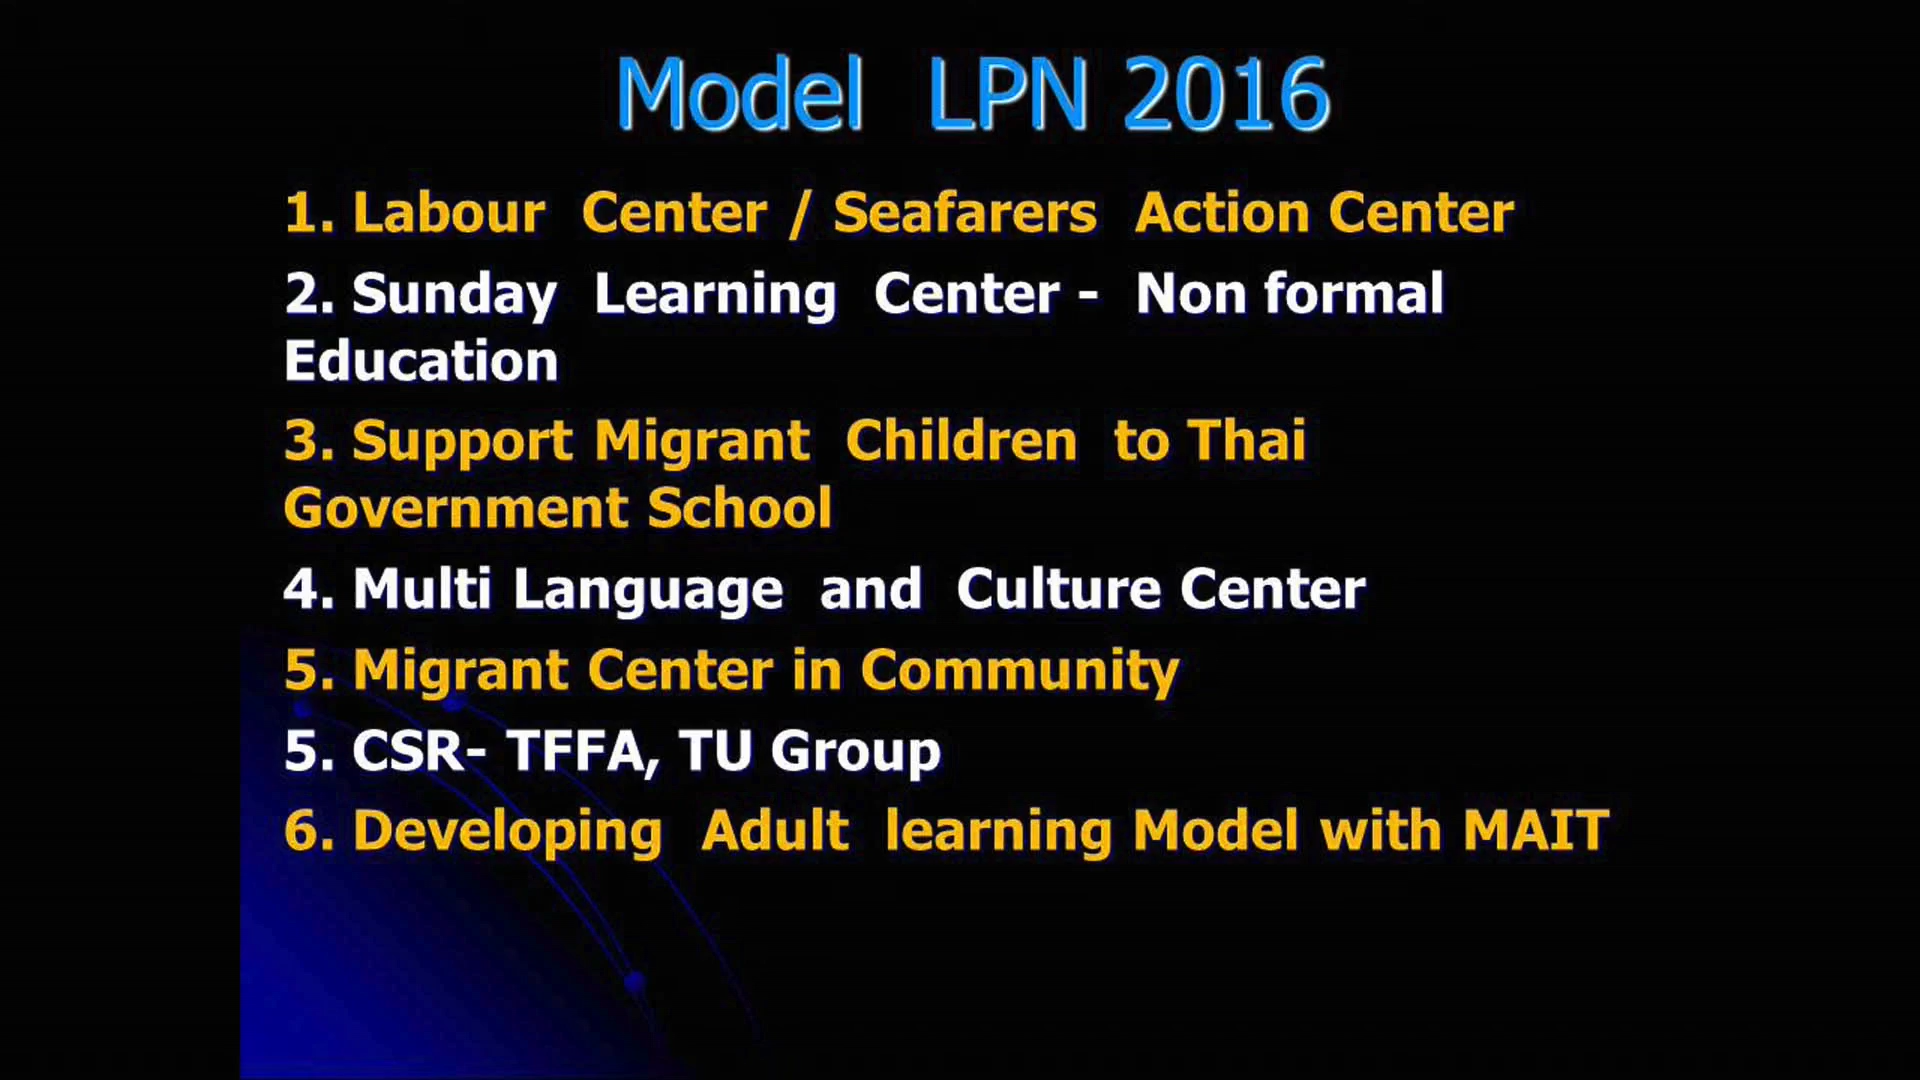 Model LPN 2016
1. Labour Center / Seafarers Action Center
2. Sunday Learning Center - Non formal
Education
3. Support Migrant Children to Thai
Government School
4. Multi Language and Culture Center
5. Migrant Center in Community
5. CSR- TFFA, TU Group
6. Developing Adult learning Model with MAIT